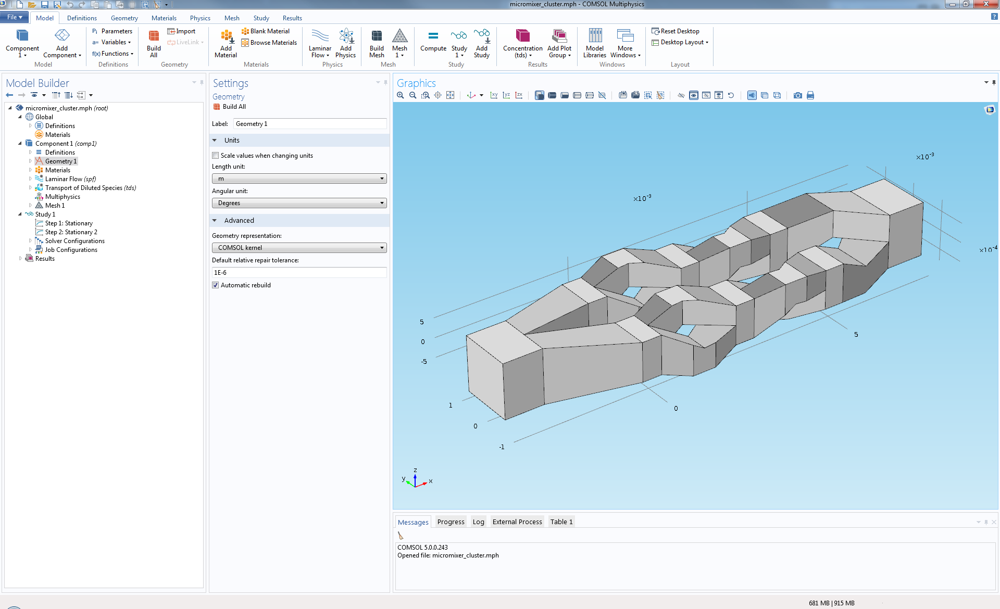 micromixer_cluster.mph - COMSOL Multiphysics
File Model Definitions Geometry Materials Physics Mesh Study Results
Component 1
Add Component
Model
Pi Parameters
a= Variables
f(x) Functions
Definitions
Build All
Import
LiveLink
Geometry
Add Material
Blank Material
Browse Materials
Materials
Laminar Flow
Add Physics
Physics
Build Mesh
Mesh 1
Mesh
Compute
Study 1
Add Study
Study
Concentration (tds)
Add Plot Group
Results
Model Libraries
More Windows
Windows
Reset Desktop
Desktop Layout
Layout
Model Builder
micromixer_cluster.mph (root)
Global
Definitions
Materials
Component 1 (comp1)
Definitions
Geometry 1
Materials
Laminar Flow (spf)
Transport of Diluted Species (tds)
Multiphysics
Mesh 1
Study 1
Step 1: Stationary
Step 2: Stationary 2
Solver Configurations
Job Configurations
Results
Settings
Geometry
Build All
Label: Geometry 1
Units
Scale values when changing units
Length unit:
m
Angular unit:
Degrees
Advanced
Geometry representation:
COMSOL kernel
Default relative repair tolerance:
1E-6
Automatic rebuild
Graphics
xy yz zx
×10-3
×10-3
×10-4
5
0
-5
5
1
0
0
-1
z
y
x
Messages Progress Log External Process Table 1
COMSOL 5.0.0.243
Opened file: micromixer_cluster.mph
681 MB | 915 MB